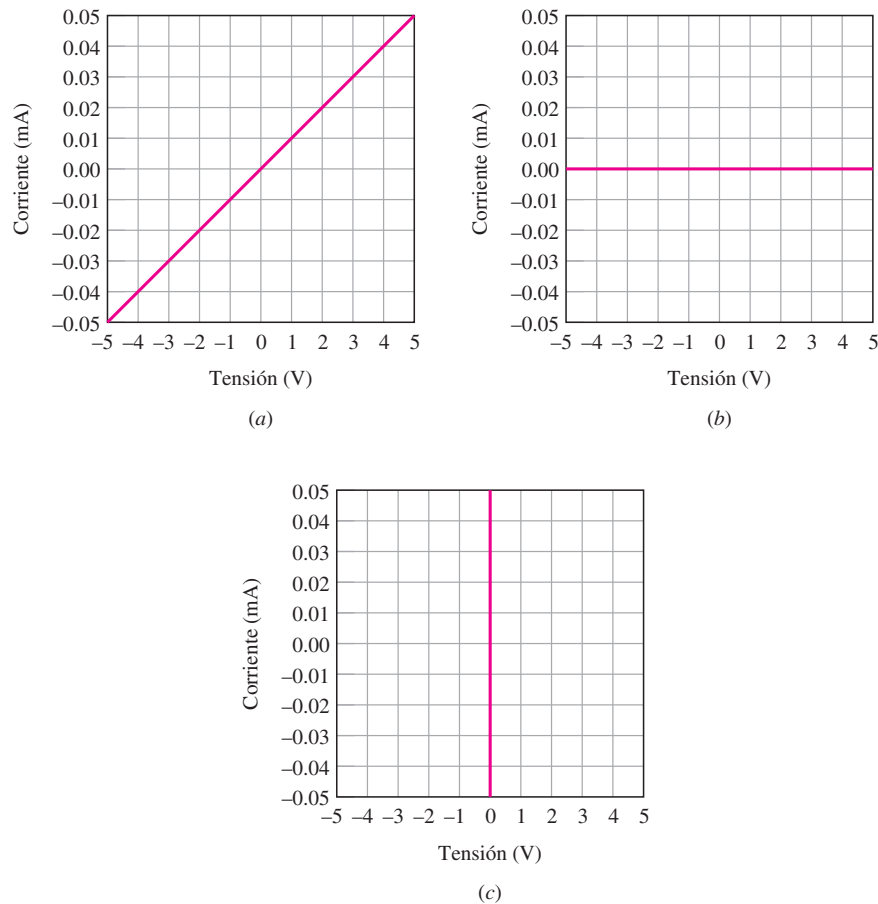 0.05
0.04
0.03
0.02
0.01
0.00
–0.01
–0.02
–0.03
–0.04
–0.05
Corriente (mA)
–5 –4 –3 –2 –1 0 1 2 3 4 5
Tensión (V)
(a)
0.05
0.04
0.03
0.02
0.01
0.00
–0.01
–0.02
–0.03
–0.04
–0.05
Corriente (mA)
–5 –4 –3 –2 –1 0 1 2 3 4 5
Tensión (V)
(b)
0.05
0.04
0.03
0.02
0.01
0.00
–0.01
–0.02
–0.03
–0.04
–0.05
Corriente (mA)
–5 –4 –3 –2 –1 0 1 2 3 4 5
Tensión (V)
(c)